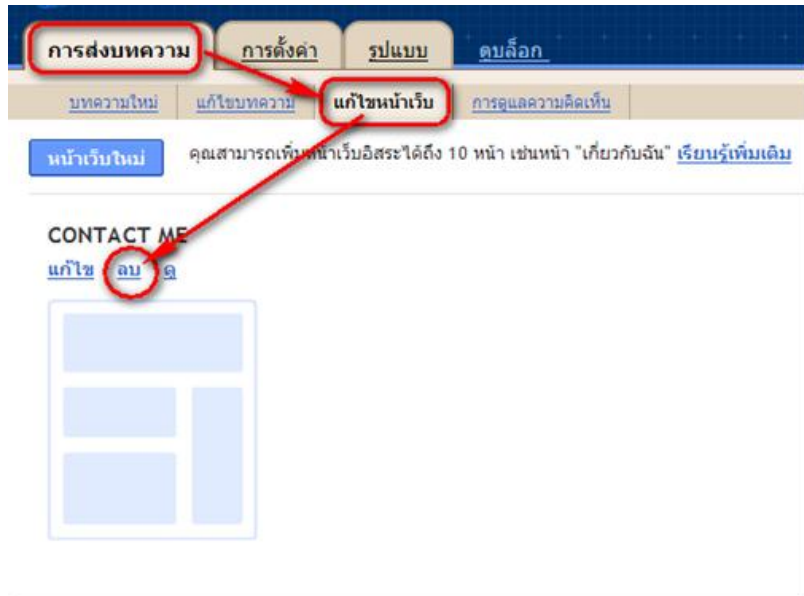 การส่งบทความ การตั้งค่า รูปแบบ ดูบล็อก
บทความใหม่ แก้ไขบทความ แก้ไขหน้าเว็บ การดูแลความคิดเห็น
หน้าเว็บใหม่ คุณสามารถเพิ่มหน้าเว็บอิสระได้ถึง 10 หน้า เช่นหน้า "เกี่ยวกับฉัน" เรียนรู้เพิ่มเติม
CONTACT ME
แก้ไข ลบ ดู